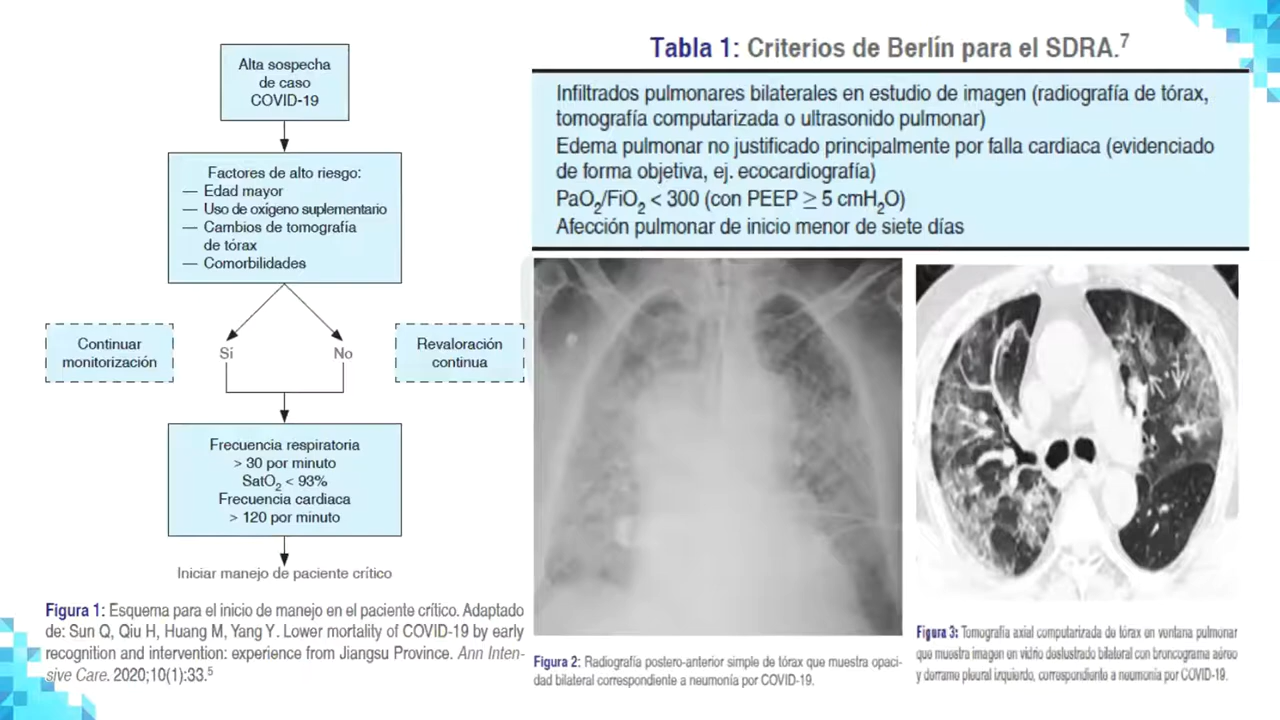 Alta sospecha
de caso
COVID-19
Factores de alto riesgo:
— Edad mayor
— Uso de oxígeno suplementario
— Cambios de tomografía
de tórax
— Comorbilidades
Continuar
monitorización
Sí
No
Revaloración
continua
Frecuencia respiratoria
> 30 por minuto
SatO₂ < 93%
Frecuencia cardiaca
> 120 por minuto
Iniciar manejo de paciente crítico
Figura 1: Esquema para el inicio de manejo en el paciente crítico. Adaptado
de: Sun Q, Qiu H, Huang M, Yang Y. Lower mortality of COVID-19 by early
recognition and intervention: experience from Jiangsu Province. Ann Inten-
sive Care. 2020;10(1):33.⁵
Tabla 1: Criterios de Berlín para el SDRA.⁷
Infiltrados pulmonares bilaterales en estudio de imagen (radiografía de tórax,
tomografía computarizada o ultrasonido pulmonar)
Edema pulmonar no justificado principalmente por falla cardiaca (evidenciado
de forma objetiva, ej. ecocardiografía)
PaO₂/FiO₂ < 300 (con PEEP ≥ 5 cmH₂O)
Afección pulmonar de inicio menor de siete días
Figura 2: Radiografía postero-anterior simple de tórax que muestra opaci-
dad bilateral correspondiente a neumonía por COVID-19.
Figura 3: Tomografía axial computarizada de tórax en ventana pulmonar
que muestra imagen en vidrio deslustrado bilateral con broncograma aéreo
y derrame pleural izquierdo, correspondiente a neumonía por COVID-19.